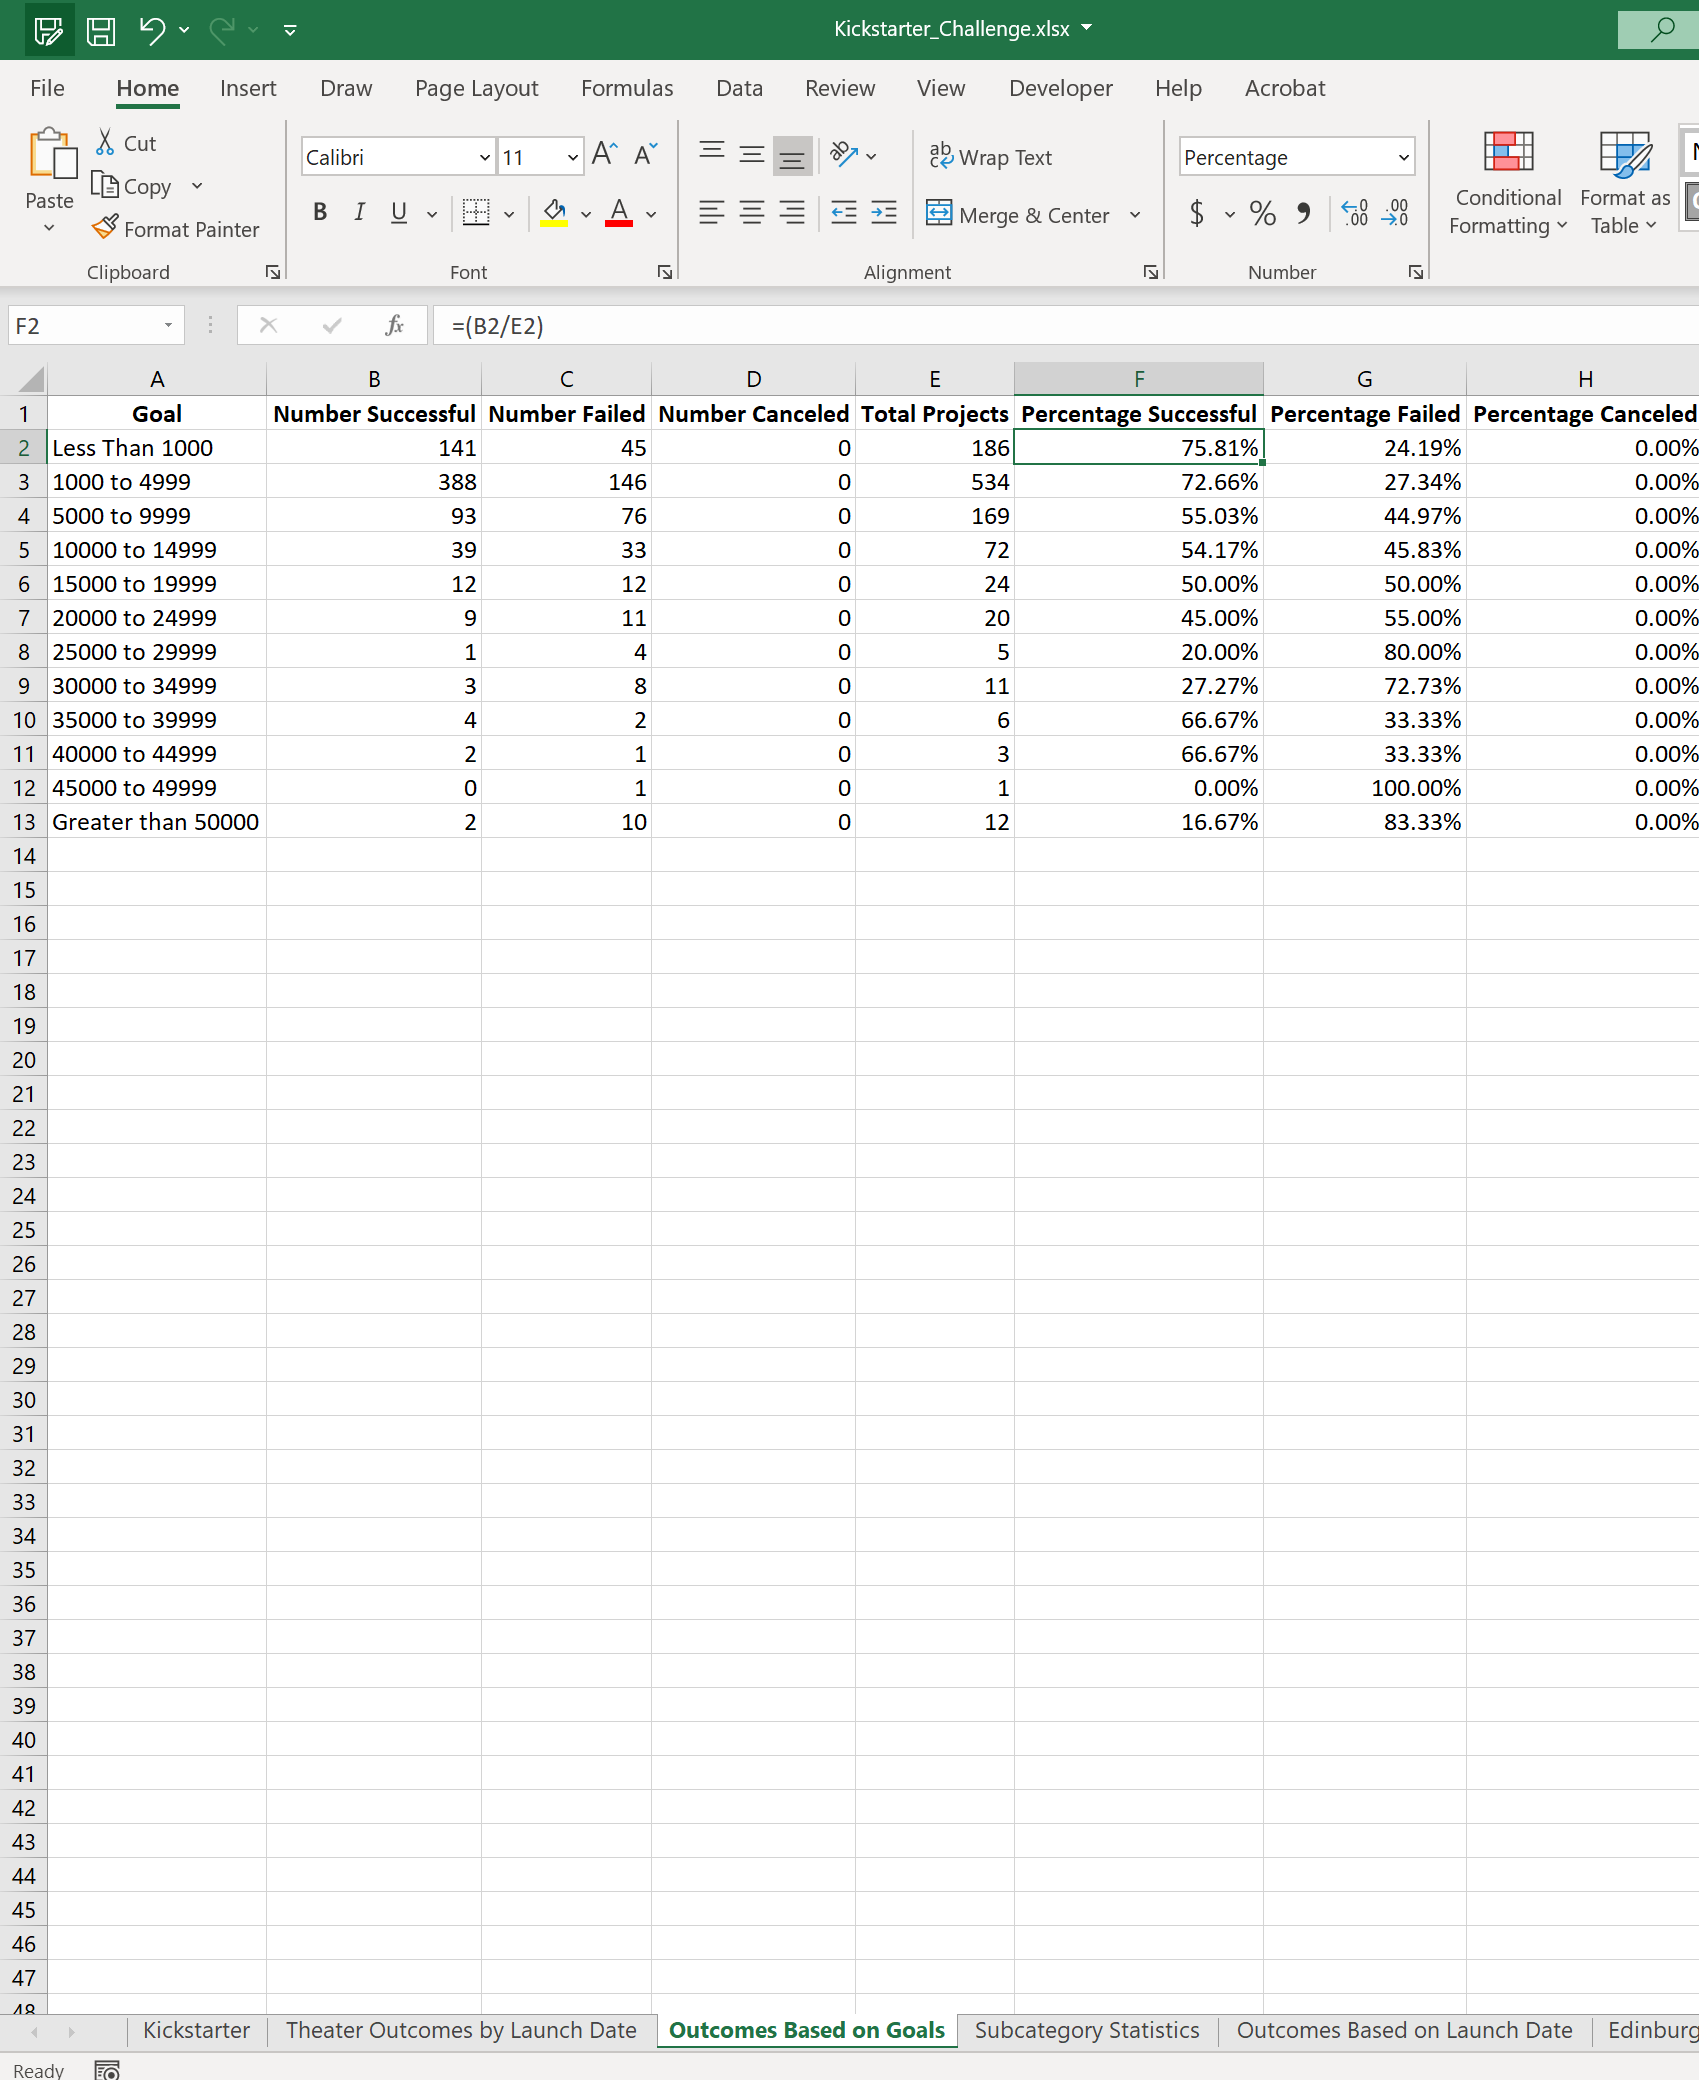 Kickstarter_Challenge.xlsx
File Home Insert Draw Page Layout Formulas Data Review View Developer Help Acrobat
Paste
Cut
Copy
Format Painter
Clipboard
Calibri 11
B I U
Font
Wrap Text
Merge & Center
Alignment
Percentage
$ % , .00 .00
Number
Conditional Formatting
Format as Table
F2 fx =(B2/E2)
A B C D E F G H
1 Goal Number Successful Number Failed Number Canceled Total Projects Percentage Successful Percentage Failed Percentage Canceled
2 Less Than 1000 141 45 0 186 75.81% 24.19% 0.00%
3 1000 to 4999 388 146 0 534 72.66% 27.34% 0.00%
4 5000 to 9999 93 76 0 169 55.03% 44.97% 0.00%
5 10000 to 14999 39 33 0 72 54.17% 45.83% 0.00%
6 15000 to 19999 12 12 0 24 50.00% 50.00% 0.00%
7 20000 to 24999 9 11 0 20 45.00% 55.00% 0.00%
8 25000 to 29999 1 4 0 5 20.00% 80.00% 0.00%
9 30000 to 34999 3 8 0 11 27.27% 72.73% 0.00%
10 35000 to 39999 4 2 0 6 66.67% 33.33% 0.00%
11 40000 to 44999 2 1 0 3 66.67% 33.33% 0.00%
12 45000 to 49999 0 1 0 1 0.00% 100.00% 0.00%
13 Greater than 50000 2 10 0 12 16.67% 83.33% 0.00%
14
15
16
17
18
19
20
21
22
23
24
25
26
27
28
29
30
31
32
33
34
35
36
37
38
39
40
41
42
43
44
45
46
47
48
Kickstarter Theater Outcomes by Launch Date Outcomes Based on Goals Subcategory Statistics Outcomes Based on Launch Date Edinburg
Ready